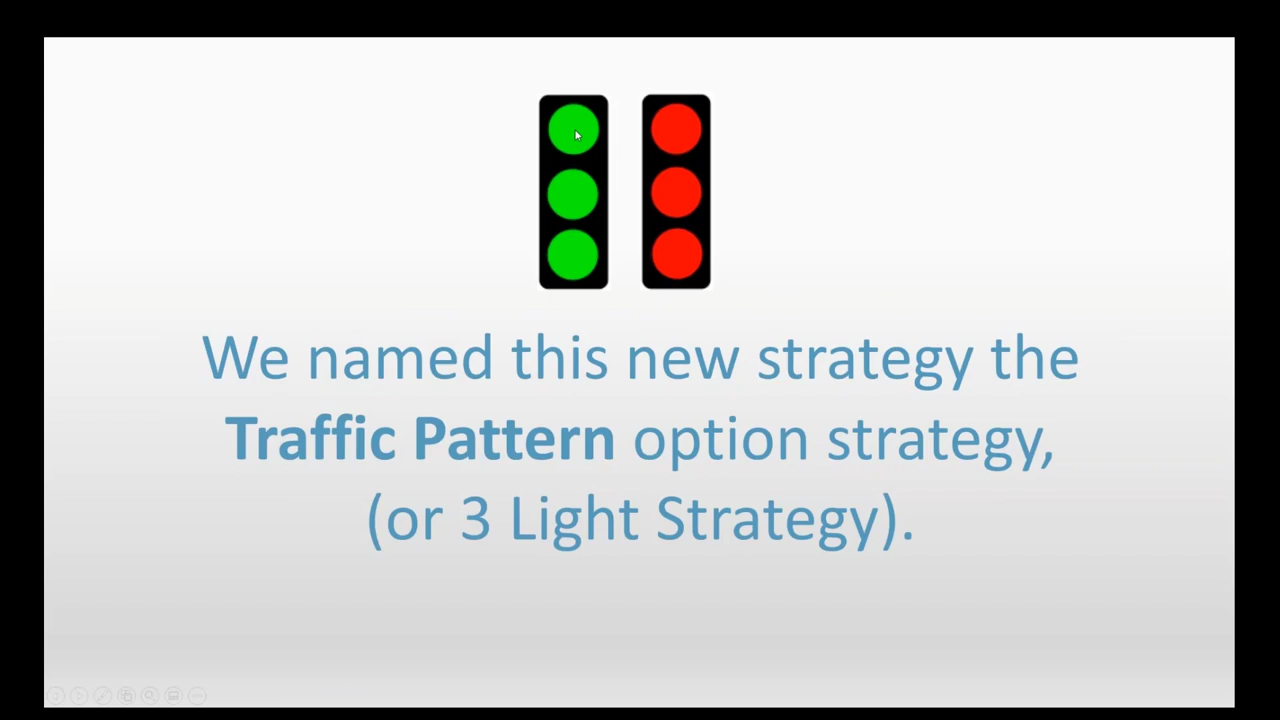 We named this new strategy the
Traffic Pattern option strategy,
(or 3 Light Strategy).